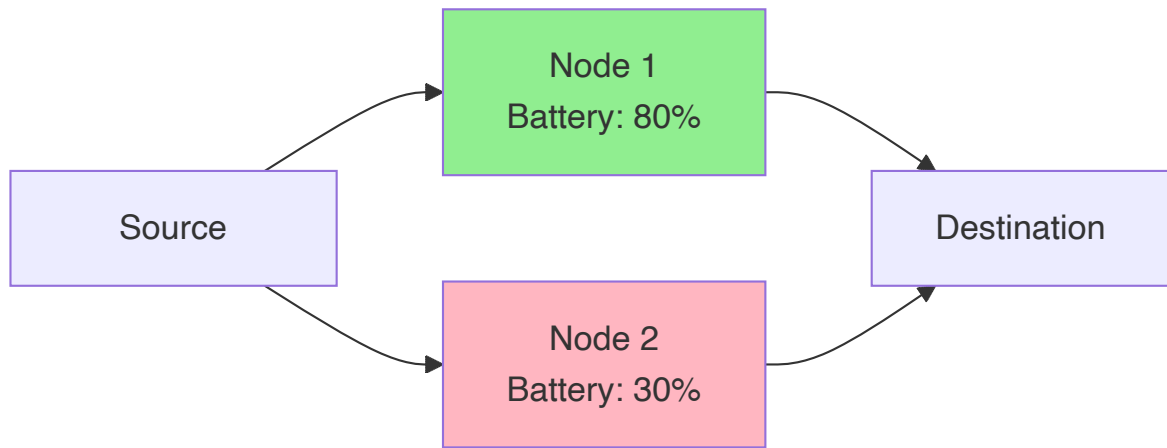 Node 1
Battery: 80%
Source
Destination
Node 2
Battery: 30%